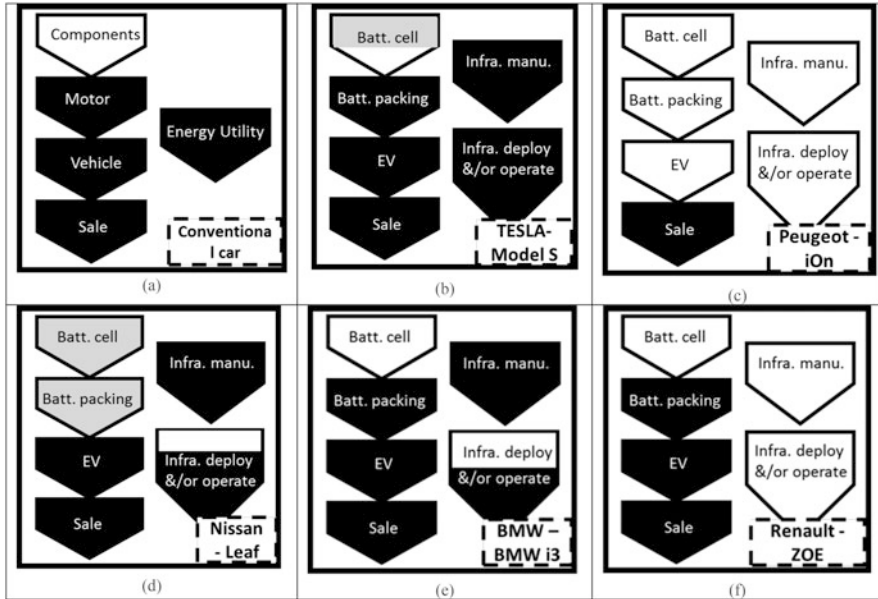 Components
Motor
Vehicle
Sale
Energy Utility
Conventiona
l car
(a)
Batt. cell
Batt. packing
EV
Sale
Infra. manu.
Infra. deploy
&/or operate
TESLA-
Model S
(b)
Batt. cell
Batt. packing
EV
Sale
Infra. manu.
Infra. deploy
&/or operate
Peugeot -
iOn
(c)
Batt. cell
Batt. packing
EV
Sale
Infra. manu.
Infra. deploy
&/or operate
Nissan
- Leaf
(d)
Batt. cell
Batt. packing
EV
Sale
Infra. manu.
Infra. deploy
&/or operate
BMW –
BMW i3
(e)
Batt. cell
Batt. packing
EV
Sale
Infra. manu.
Infra. deploy
&/or operate
Renault -
ZOE
(f)